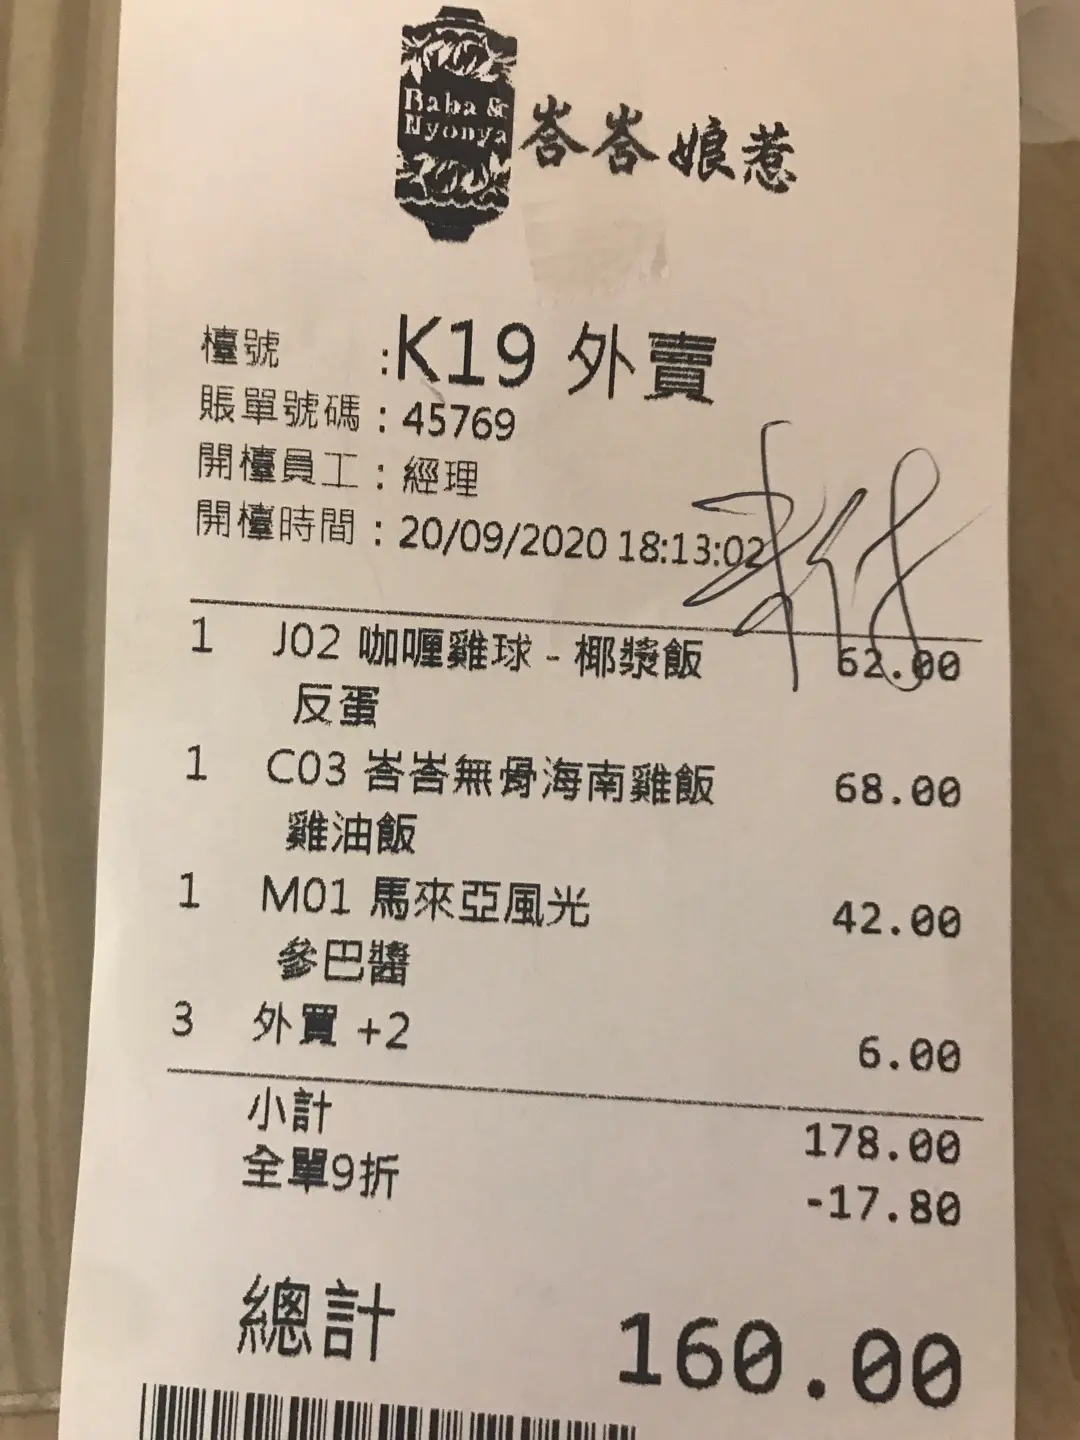 Baba &
Nyonya
峇峇娘惹
檯號 :K19 外賣
賬單號碼 : 45769
開檯員工 : 經理
開檯時間 : 20/09/2020 18:13:02
1 J02 咖喱雞球 - 椰漿飯 62.00
反蛋
1 C03 峇峇無骨海南雞飯 68.00
雞油飯
1 M01 馬來亞風光 42.00
參巴醬
3 外買 +2 6.00
小計 178.00
全單9折 -17.80
總計 160.00